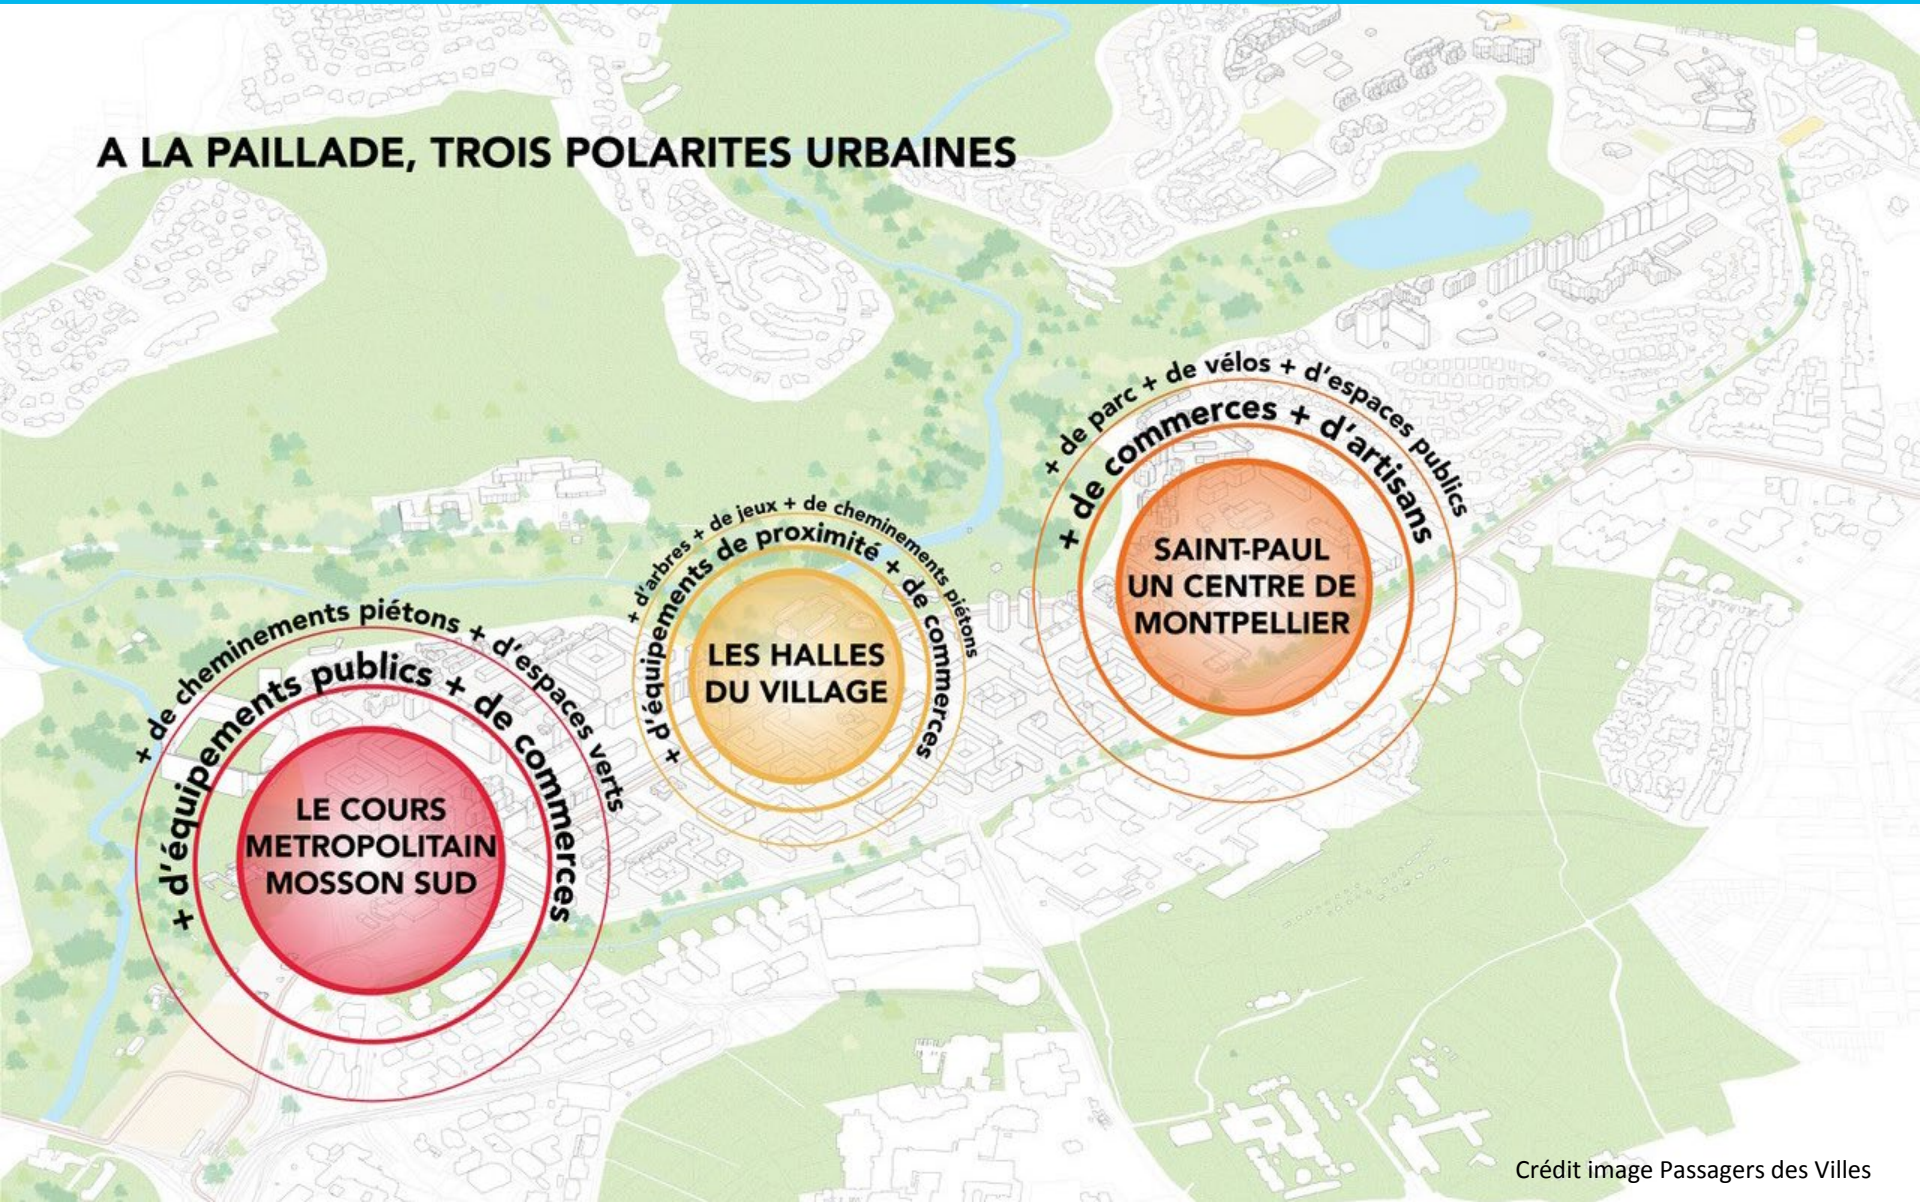 A LA PAILLADE, TROIS POLARITES URBAINES
+ de parc + de vélos + d'espaces publics
+ de commerces + d'artisans
SAINT-PAUL
UN CENTRE DE
MONTPELLIER
+ d'arbres + de jeux + de cheminements piétons
+ d'équipements de proximité + de commerces
LES HALLES
DU VILLAGE
+ de cheminements piétons + d'espaces verts
+ d'équipements publics + de commerces
LE COURS
METROPOLITAIN
MOSSON SUD
Crédit image Passagers des Villes